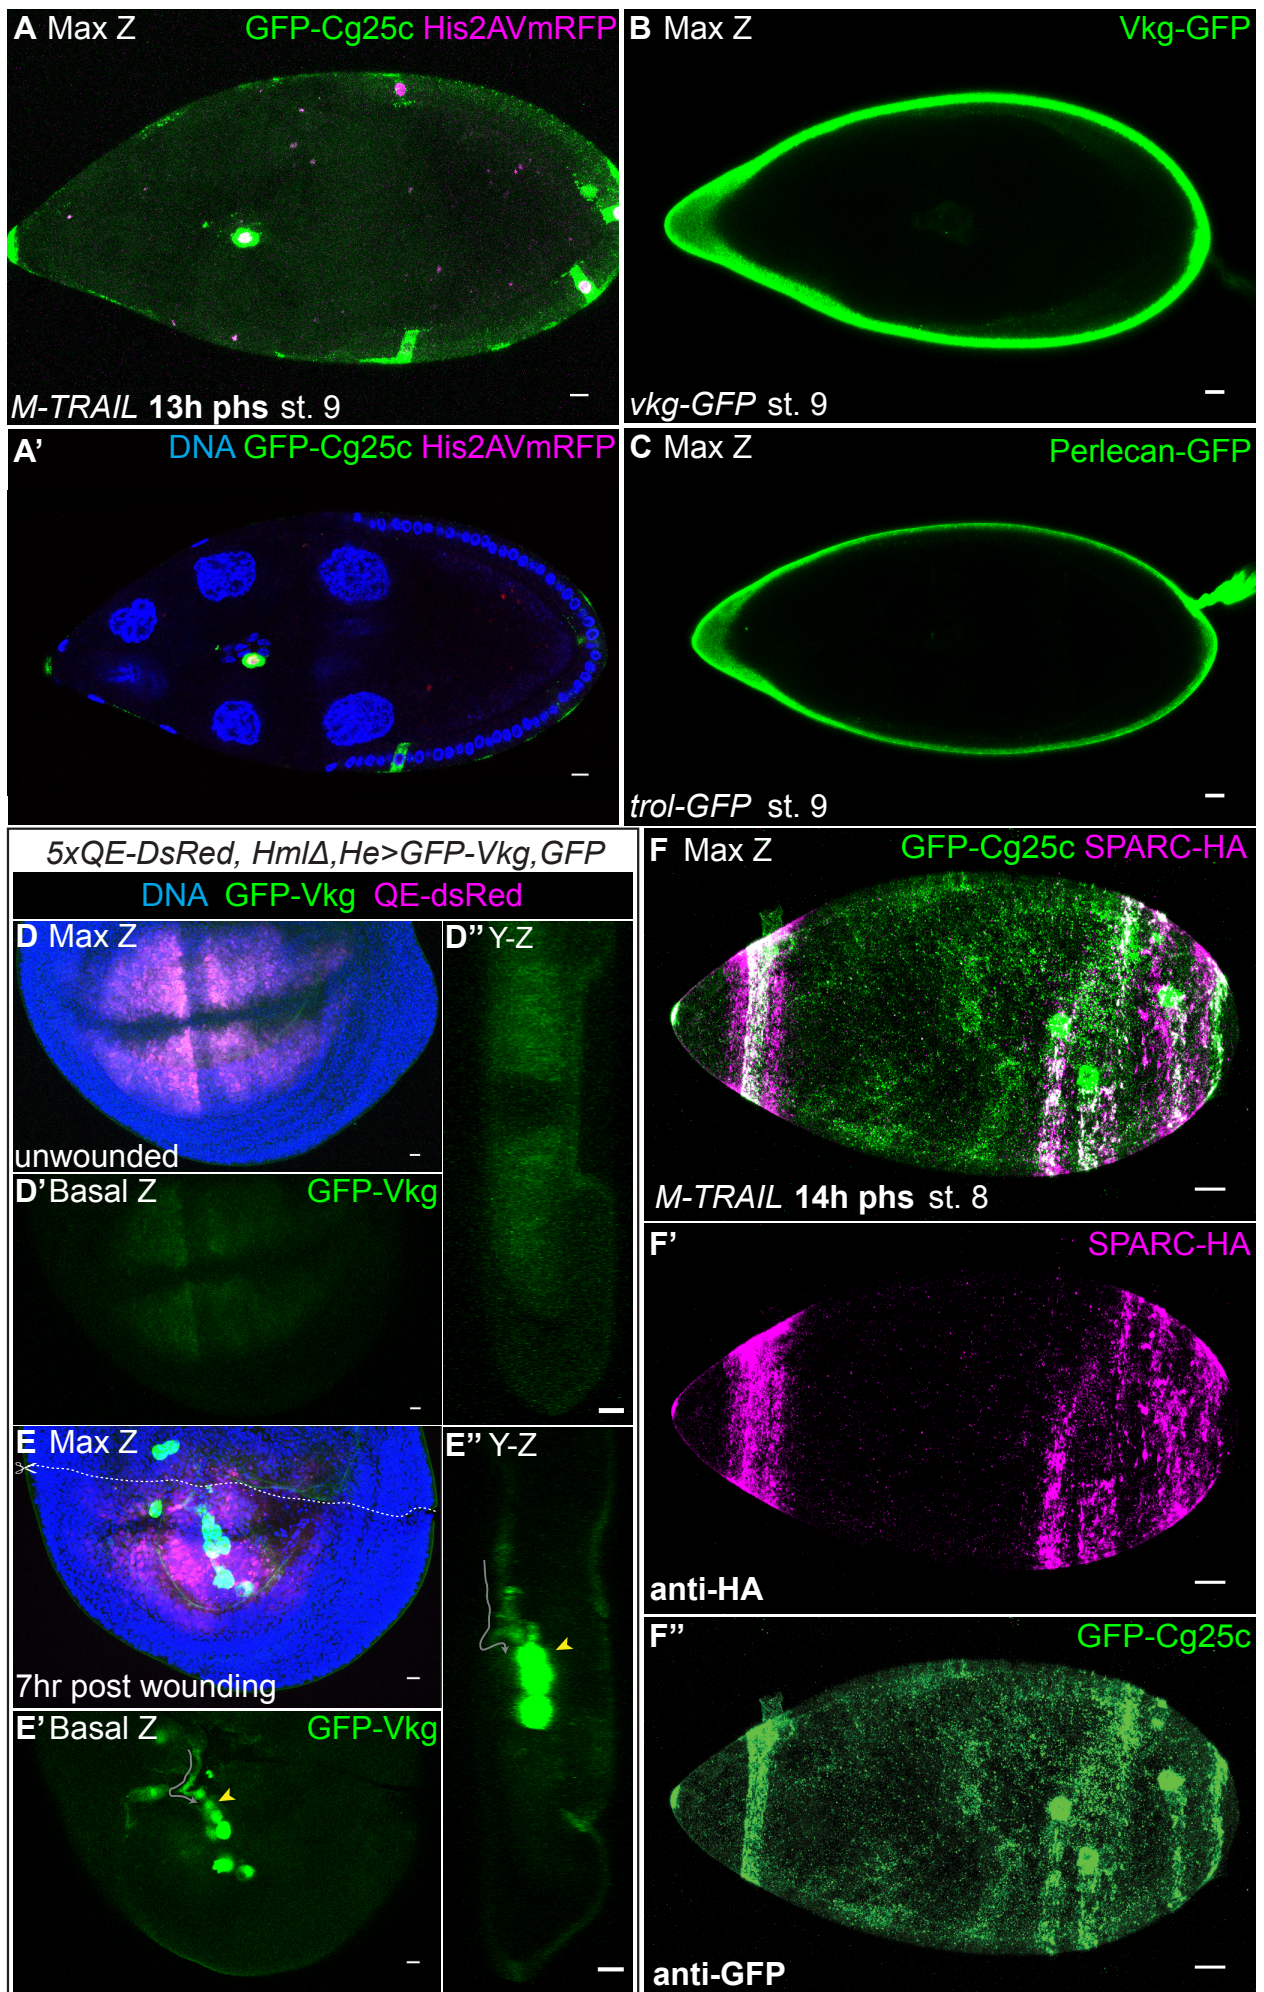 A Max Z GFP-Cg25c His2AVmRFP
M-TRAIL 13h phs st. 9
B Max Z Vkg-GFP
vkg-GFP st. 9
A' DNA GFP-Cg25c His2AVmRFP
C Max Z Perlecan-GFP
trol-GFP st. 9
5xQE-DsRed, HmlΔ,He>GFP-Vkg,GFP
DNA GFP-Vkg QE-dsRed
D Max Z
unwounded
D' Basal Z GFP-Vkg
D" Y-Z
E Max Z
7hr post wounding
E' Basal Z GFP-Vkg
E" Y-Z
F Max Z GFP-Cg25c SPARC-HA
M-TRAIL 14h phs st. 8
F' SPARC-HA
anti-HA
F" GFP-Cg25c
anti-GFP